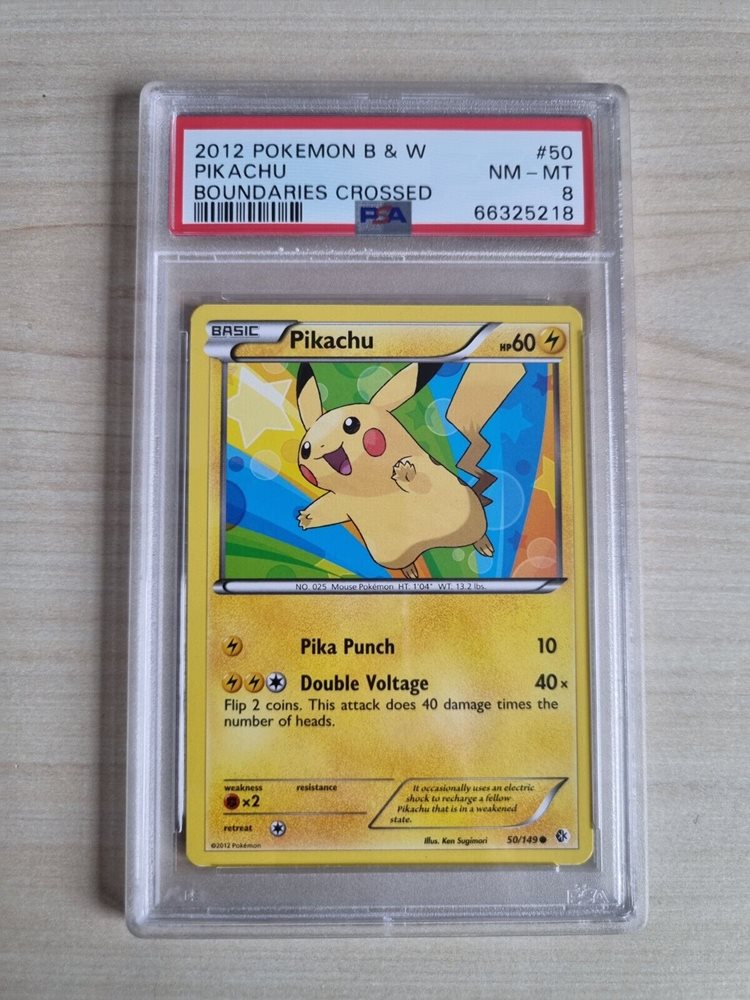 2012 POKEMON B & W #50
PIKACHU NM - MT
BOUNDARIES CROSSED 8
PSA 66325218
BASIC Pikachu HP60
NO. 025 Mouse Pokémon HT: 1'04" WT: 13.2 lbs.
Pika Punch 10
Double Voltage 40×
Flip 2 coins. This attack does 40 damage times the
number of heads.
weakness resistance
×2
retreat
It occasionally uses an electric
shock to recharge a fellow
Pikachu that is in a weakened
state.
©2012 Pokémon Illus. Ken Sugimori 50/149